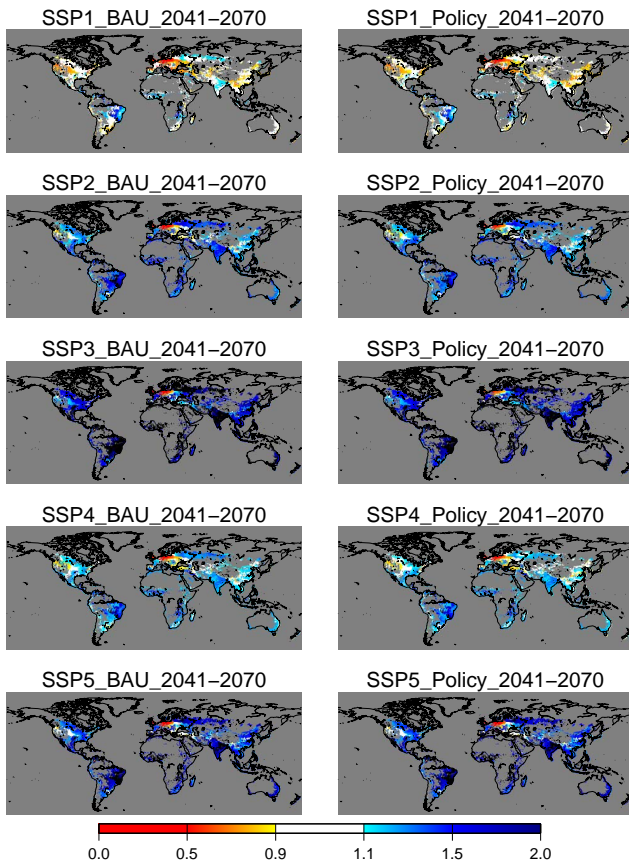 SSP1_BAU_2041−2070 SSP1_Policy_2041−2070
SSP2_BAU_2041−2070 SSP2_Policy_2041−2070
SSP3_BAU_2041−2070 SSP3_Policy_2041−2070
SSP4_BAU_2041−2070 SSP4_Policy_2041−2070
SSP5_BAU_2041−2070 SSP5_Policy_2041−2070
0.0 0.5 0.9 1.1 1.5 2.0